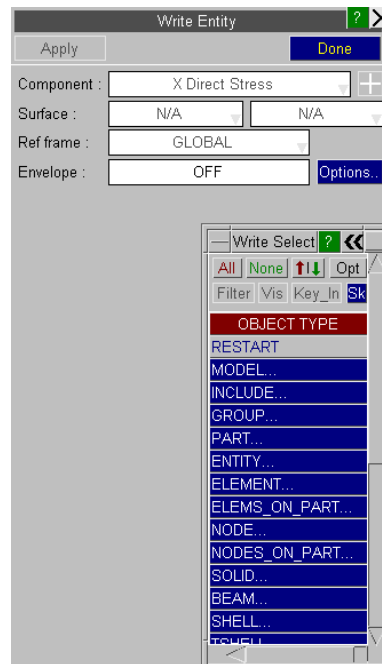 Write Entity ?
Apply Done
Component : X Direct Stress
Surface : N/A N/A
Ref frame : GLOBAL
Envelope : OFF Options..
Write Select ?
All None Opt
Filter Vis Key_In Sk
OBJECT TYPE
RESTART
MODEL...
INCLUDE...
GROUP...
PART...
ENTITY...
ELEMENT...
ELEMS_ON_PART...
NODE...
NODES_ON_PART...
SOLID...
BEAM...
SHELL...
TSHELL